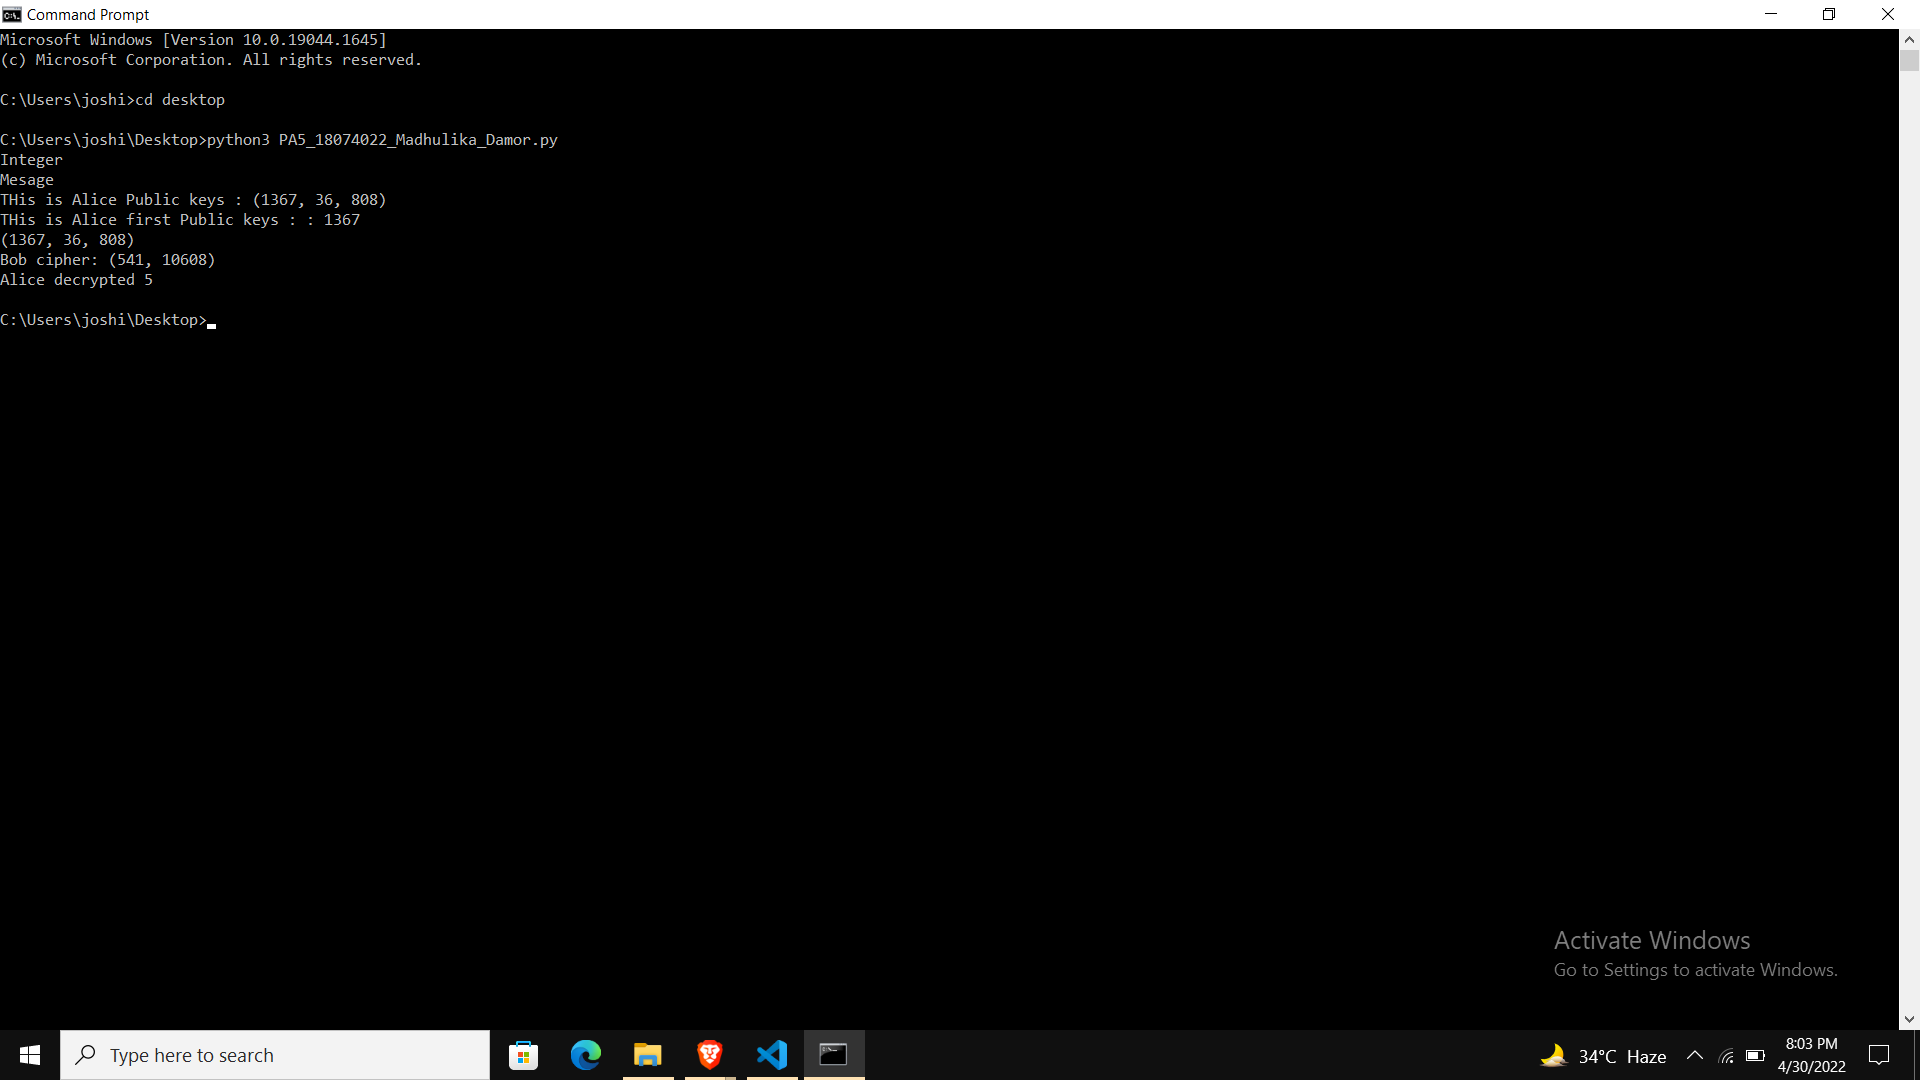 Command Prompt
Microsoft Windows [Version 10.0.19044.1645]
(c) Microsoft Corporation. All rights reserved.
C:\Users\joshi>cd desktop
C:\Users\joshi\Desktop>python3 PA5_18074022_Madhulika_Damor.py
Integer
Mesage
THis is Alice Public keys : (1367, 36, 808)
THis is Alice first Public keys : : 1367
(1367, 36, 808)
Bob cipher: (541, 10608)
Alice decrypted 5
C:\Users\joshi\Desktop>
Activate Windows
Go to Settings to activate Windows.
Type here to search
34°C Haze
8:03 PM
4/30/2022